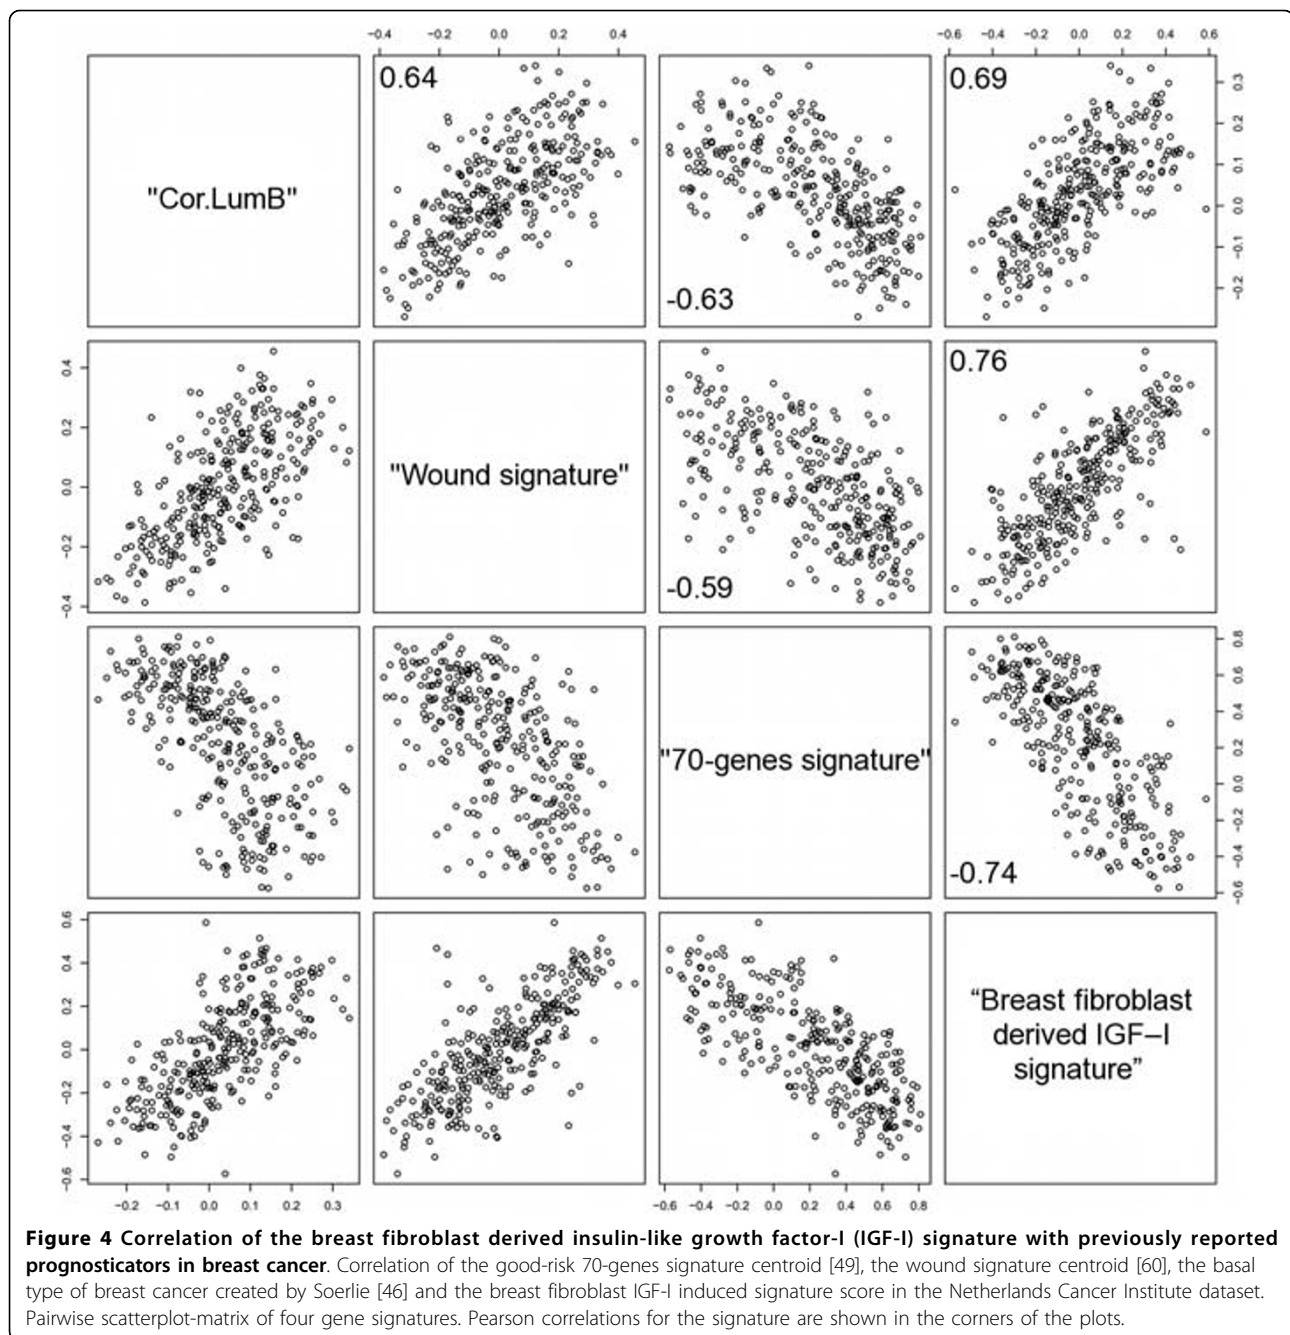 −0.4 −0.2 0.0 0.2 0.4
−0.6 −0.4 −0.2 0.0 0.2 0.4 0.6
"Cor.LumB"
0.64
-0.63
0.69
0.3
0.2
0.1
0.0
−0.1
−0.2
0.4
0.2
0.0
−0.2
−0.4
"Wound signature"
-0.59
0.76
"70-genes signature"
-0.74
0.8
0.6
0.4
0.2
0.0
−0.2
−0.4
−0.6
0.6
0.4
0.2
0.0
−0.2
−0.4
−0.6
“Breast fibroblast
derived IGF–I
signature”
−0.2 −0.1 0.0 0.1 0.2 0.3
−0.6 −0.4 −0.2 0.0 0.2 0.4 0.6 0.8
Figure 4 Correlation of the breast fibroblast derived insulin-like growth factor-I (IGF-I) signature with previously reported
prognosticators in breast cancer. Correlation of the good-risk 70-genes signature centroid [49], the wound signature centroid [60], the basal
type of breast cancer created by Soerlie [46] and the breast fibroblast IGF-I induced signature score in the Netherlands Cancer Institute dataset.
Pairwise scatterplot-matrix of four gene signatures. Pearson correlations for the signature are shown in the corners of the plots.